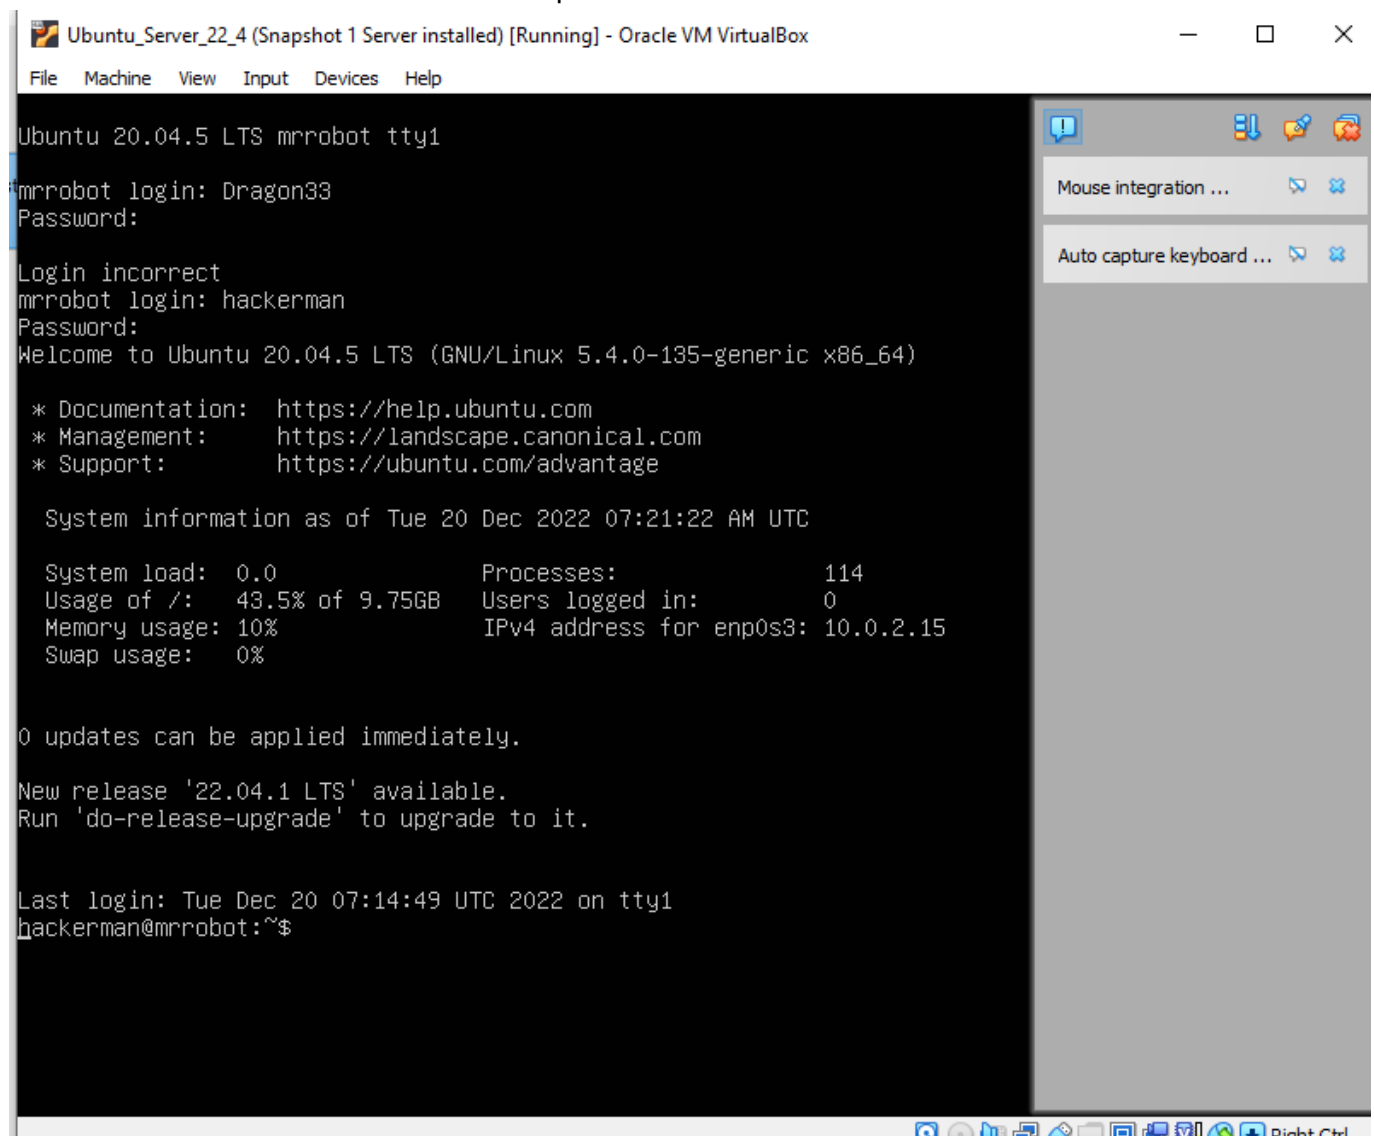 Ubuntu_Server_22_4 (Snapshot 1 Server installed) [Running] - Oracle VM VirtualBox
File Machine View Input Devices Help
Ubuntu 20.04.5 LTS mrrobot tty1
mrrobot login: Dragon33
Password:
Login incorrect
mrrobot login: hackerman
Password:
Welcome to Ubuntu 20.04.5 LTS (GNU/Linux 5.4.0-135-generic x86_64)
* Documentation: https://help.ubuntu.com
* Management: https://landscape.canonical.com
* Support: https://ubuntu.com/advantage
System information as of Tue 20 Dec 2022 07:21:22 AM UTC
System load: 0.0 Processes: 114
Usage of /: 43.5% of 9.75GB Users logged in: 0
Memory usage: 10% IPv4 address for enp0s3: 10.0.2.15
Swap usage: 0%
0 updates can be applied immediately.
New release '22.04.1 LTS' available.
Run 'do-release-upgrade' to upgrade to it.
Last login: Tue Dec 20 07:14:49 UTC 2022 on tty1
hackerman@mrrobot:~$
Mouse integration ...
Auto capture keyboard ...
Right Ctrl